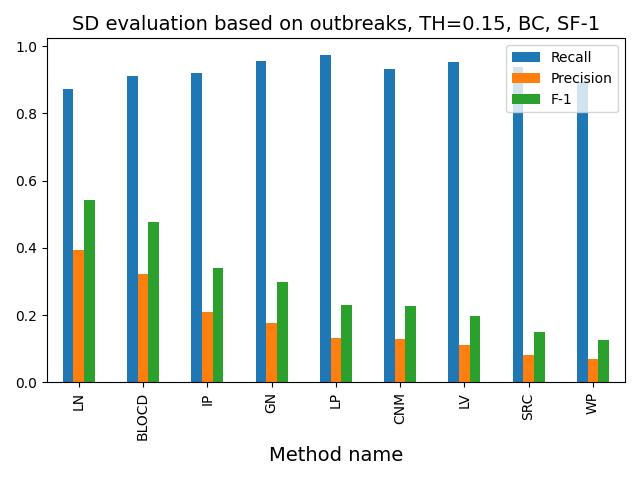 SD evaluation based on outbreaks, TH=0.15, BC, SF-1
1.0
0.8
0.6
0.4
0.2
0.0
Recall
Precision
F-1
LN
BLOCD
IP
GN
LP
CNM
LV
SRC
WP
Method name